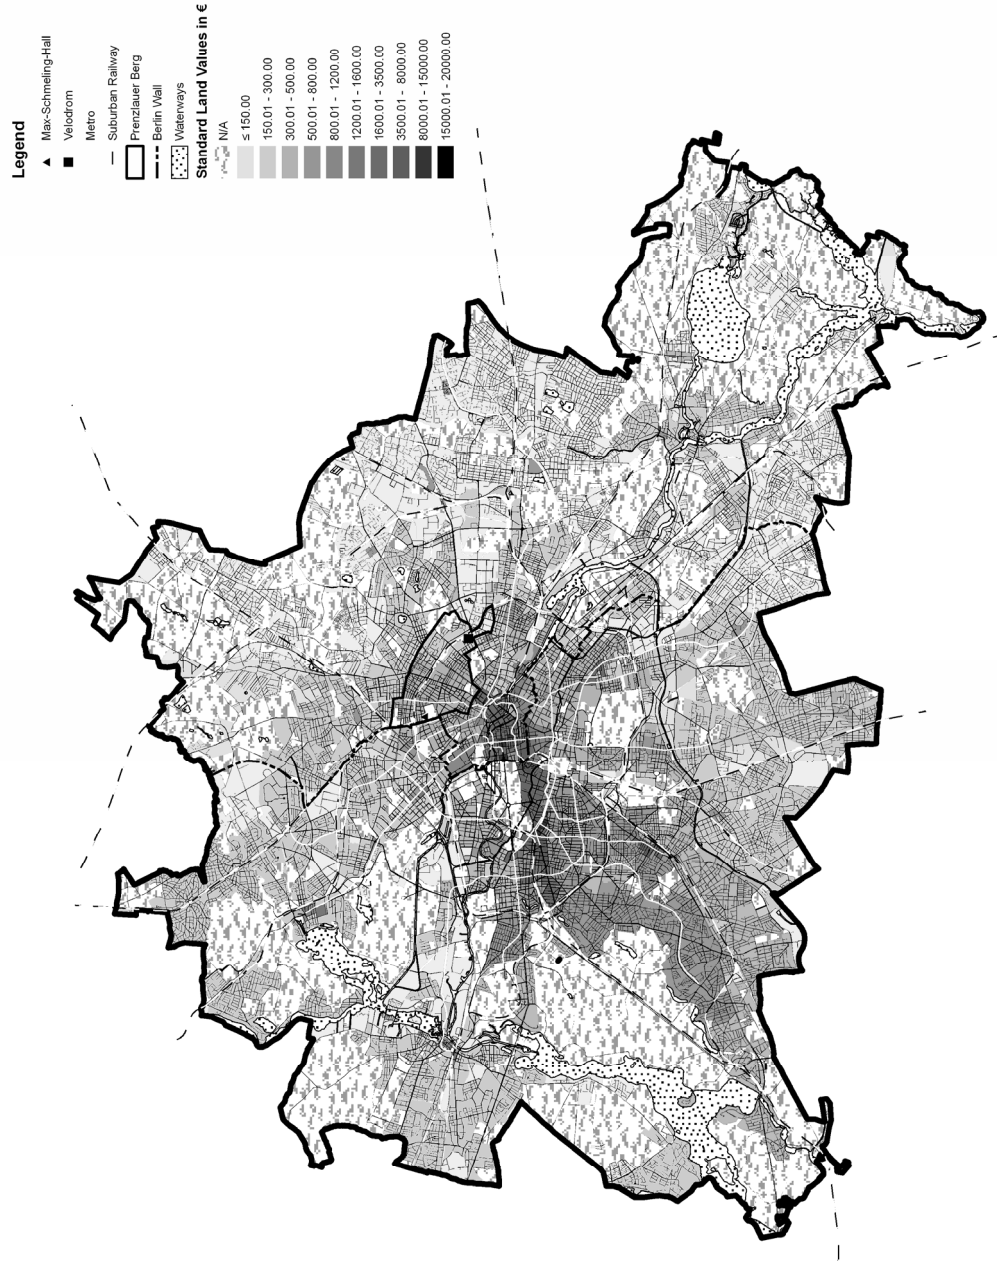 Legend
Max-Schmeling-Hall
Velodrom
Metro
Suburban Railway
Prenzlauer Berg
Berlin Wall
Waterways
Standard Land Values in €
N/A
≤ 150.00
150.01 - 300.00
300.01 - 500.00
500.01 - 800.00
800.01 - 1200.00
1200.01 - 1600.00
1600.01 - 3500.00
35000.01 - 8000.00
8000.01 - 15000.00
15000.01 - 20000.00